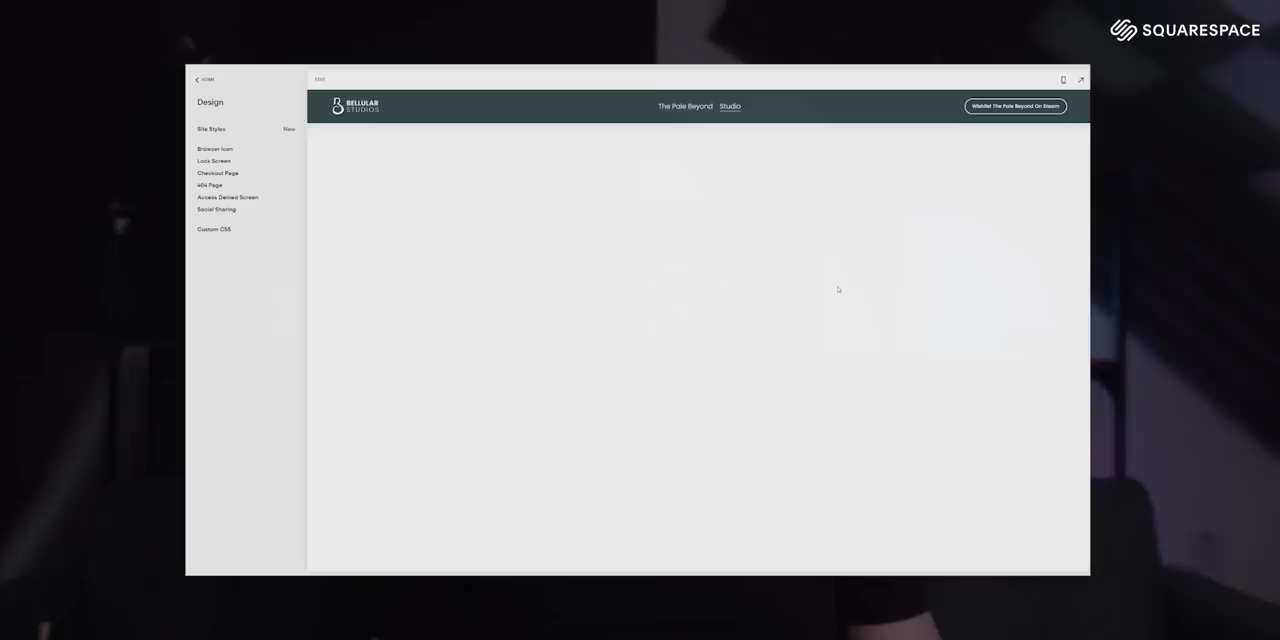 SQUARESPACE
HOME
EDIT
Design
BELLULAR
STUDIOS
The Pale Beyond
Studio
Wishlist The Pale Beyond On Steam
Site Styles
New
Browser Icon
Lock Screen
Checkout Page
404 Page
Access Denied Screen
Social Sharing
Custom CSS